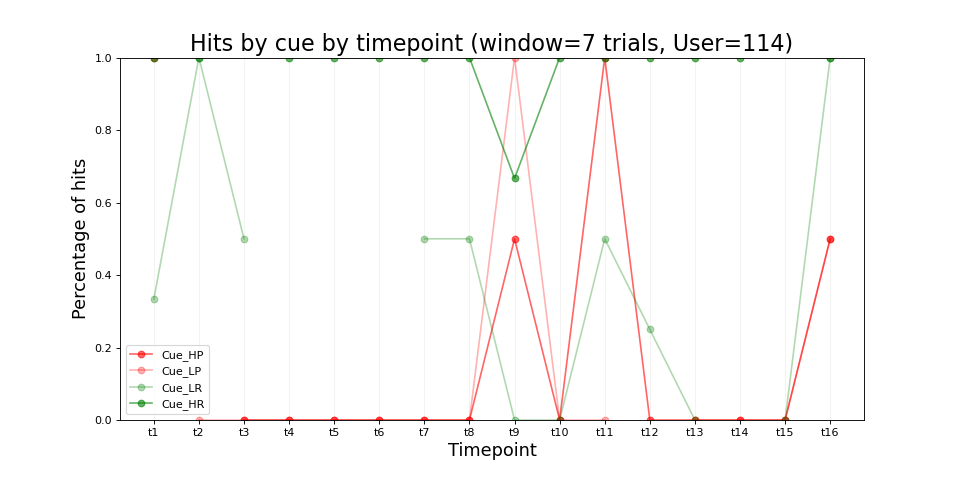 Hits by cue by timepoint (window=7 trials, User=114)
1.0
0.8
0.6
0.4
0.2
0.0
Percentage of hits
Cue_HP
Cue_LP
Cue_LR
Cue_HR
t1 t2 t3 t4 t5 t6 t7 t8 t9 t10 t11 t12 t13 t14 t15 t16
Timepoint